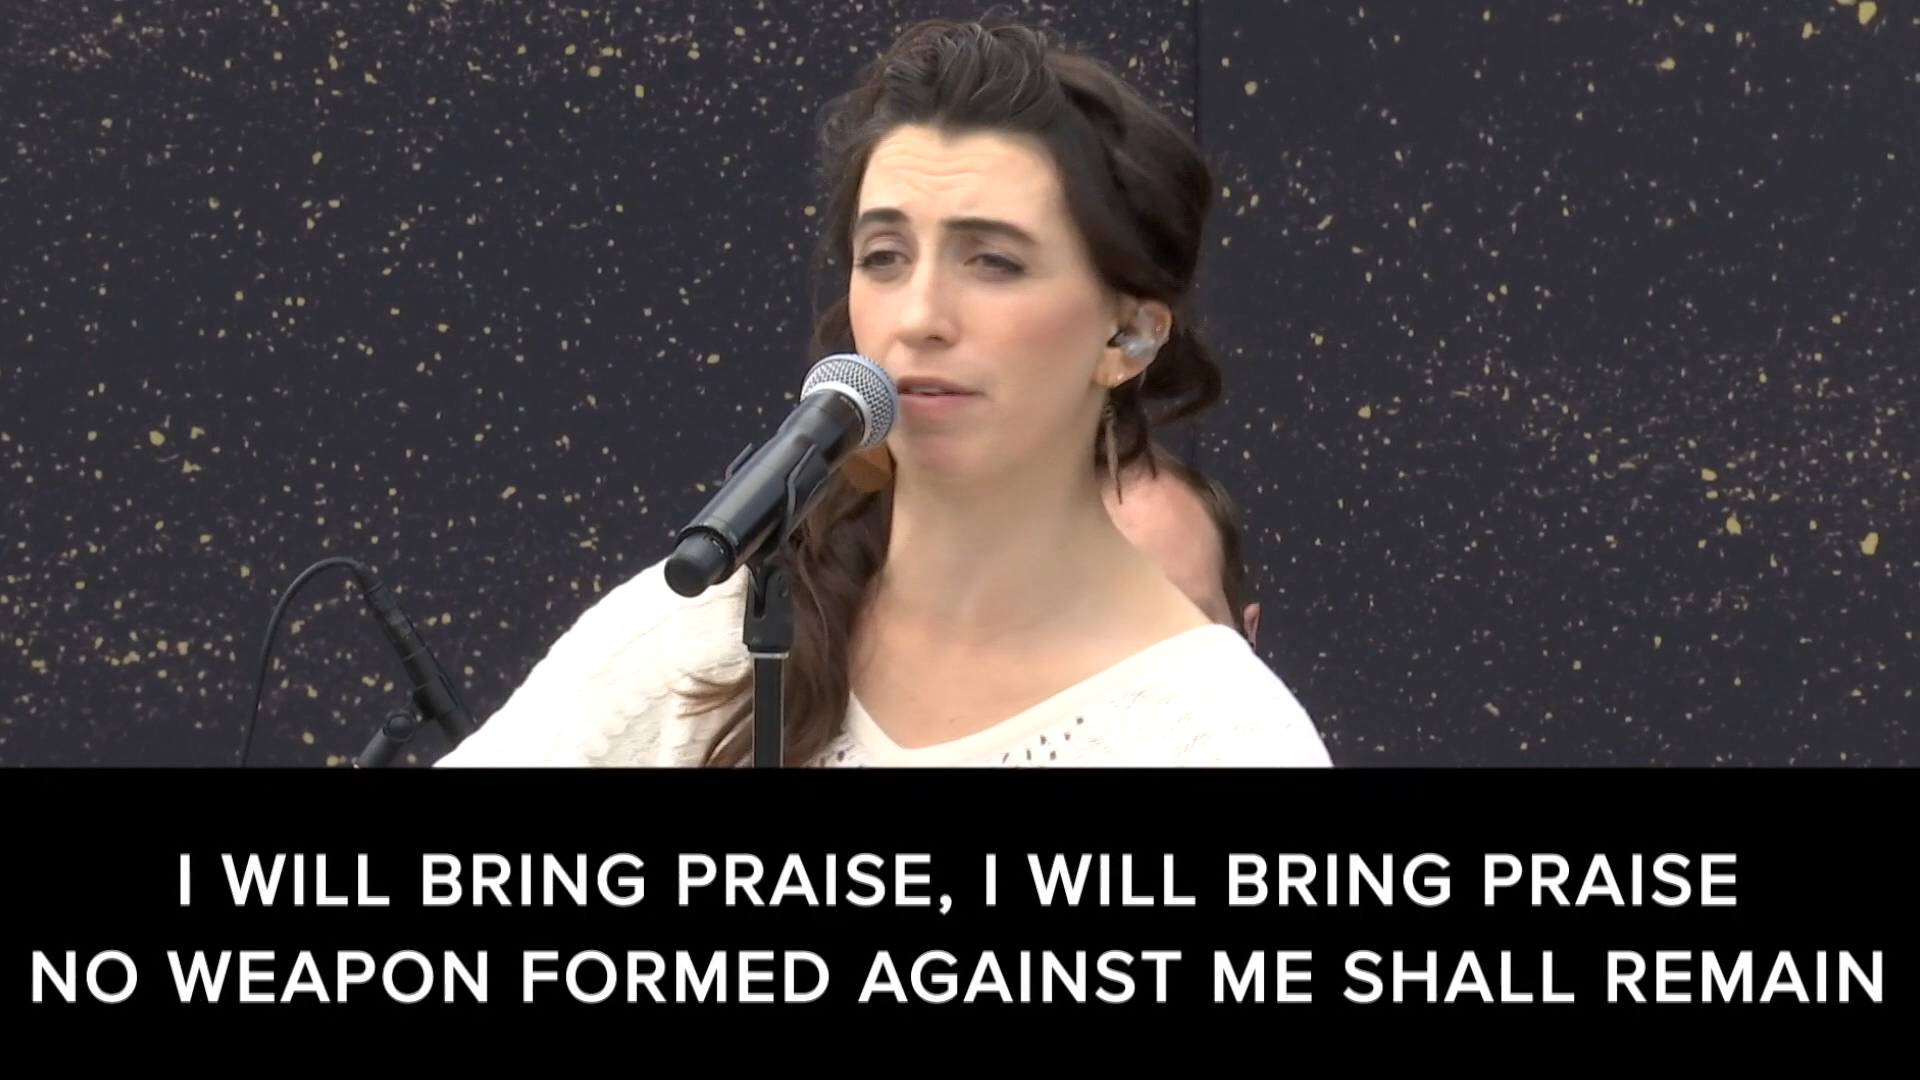 I WILL BRING PRAISE, I WILL BRING PRAISE
NO WEAPON FORMED AGAINST ME SHALL REMAIN